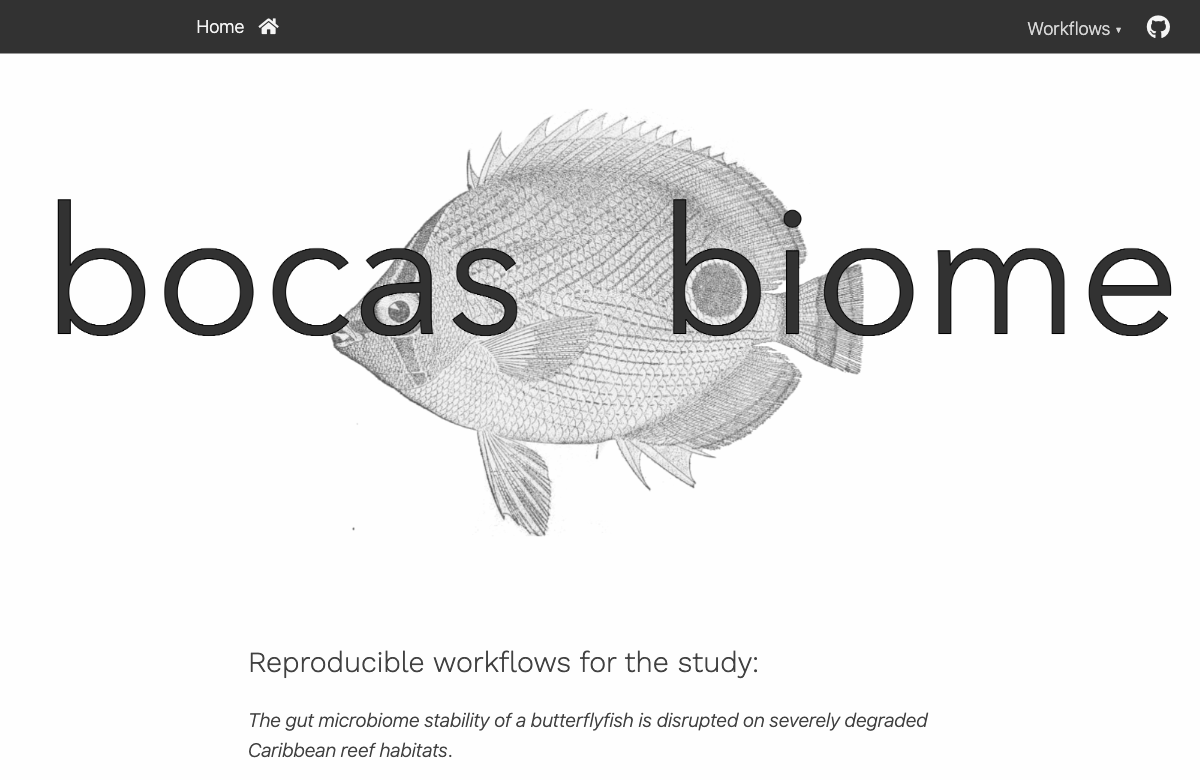 Home
Workflows ▾
bocas biome
Reproducible workflows for the study:
The gut microbiome stability of a butterflyfish is disrupted on severely degraded
Caribbean reef habitats.